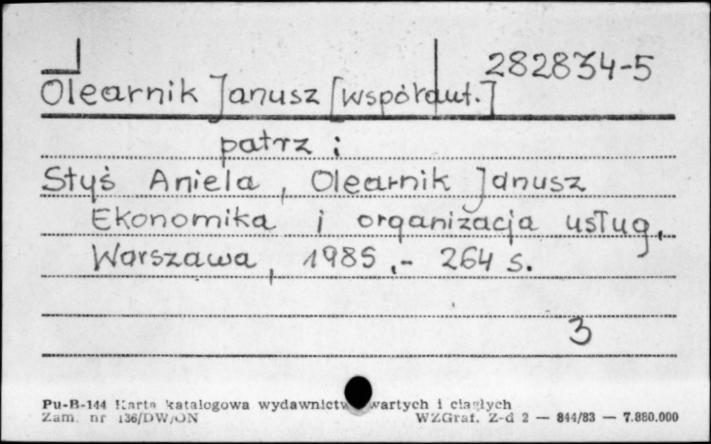 282834-5
Olearnik Janusz [współaut.]
patrz:
Styś Aniela, Olearnik Janusz
Ekonomika i organizacja usług,
Warszawa, 1985.- 264 s.
3
Pu-B-144 Karta katalogowa wydawnictw zwartych i ciągłych
Zam. nr 136/DW/ON WZGraf. Z-d 2 — 844/83 — 7.880.000